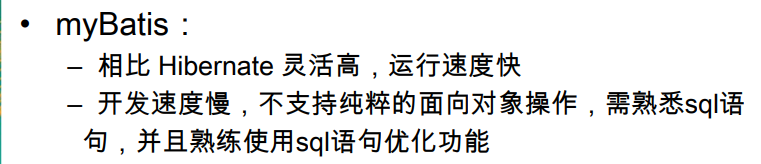 • myBatis：
– 相比 Hibernate 灵活高，运行速度快
– 开发速度慢，不支持纯粹的面向对象操作，需熟悉sql语
句，并且熟练使用sql语句优化功能